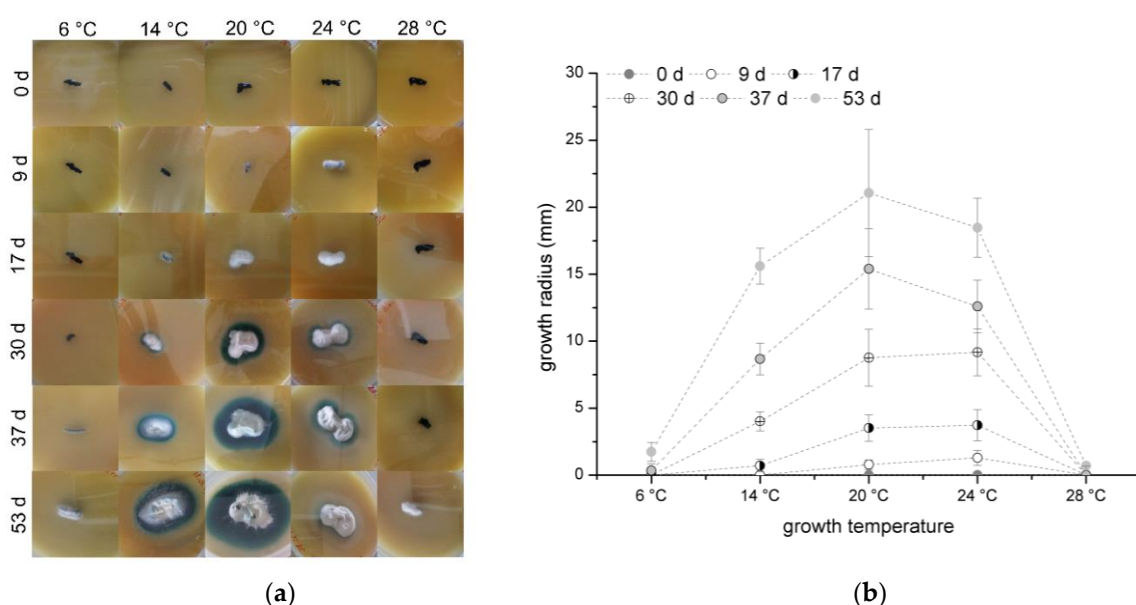 6 °C 14 °C 20 °C 24 °C 28 °C
0 d
9 d
17 d
30 d
37 d
53 d
(a)
0 d 9 d 17 d
30 d 37 d 53 d
30
25
20
15
10
5
0
growth radius (mm)
6 °C 14 °C 20 °C 24 °C 28°C
growth temperature
(b)